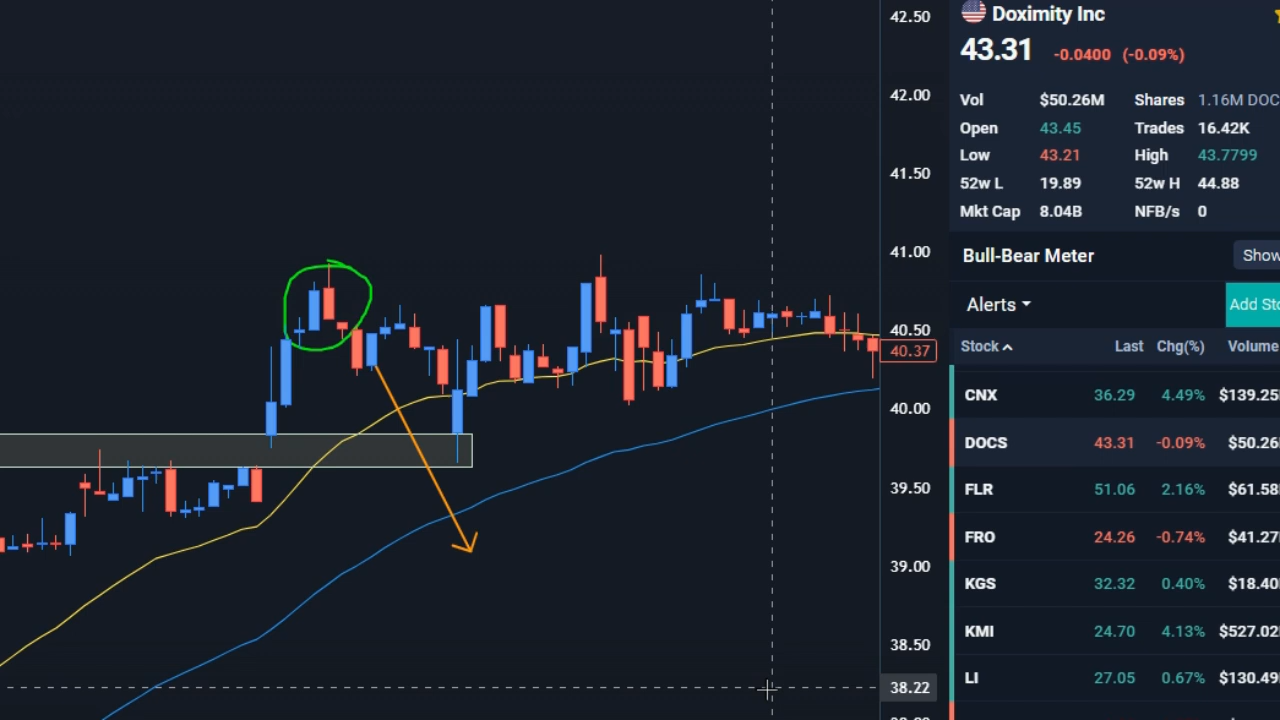 42.50
42.00
41.50
41.00
40.50
40.37
40.00
39.50
39.00
38.50
38.22
Doximity Inc
43.31 -0.0400 (-0.09%)
Vol $50.26M Shares 1.16M DOC
Open 43.45 Trades 16.42K
Low 43.21 High 43.7799
52w L 19.89 52w H 44.88
Mkt Cap 8.04B NFB/s 0
Bull-Bear Meter Show
Alerts Add Sto
Stock Last Chg(%) Volume
CNX 36.29 4.49% $139.25
DOCS 43.31 -0.09% $50.26
FLR 51.06 2.16% $61.58
FRO 24.26 -0.74% $41.27
KGS 32.32 0.40% $18.40
KMI 24.70 4.13% $527.02
LI 27.05 0.67% $130.49